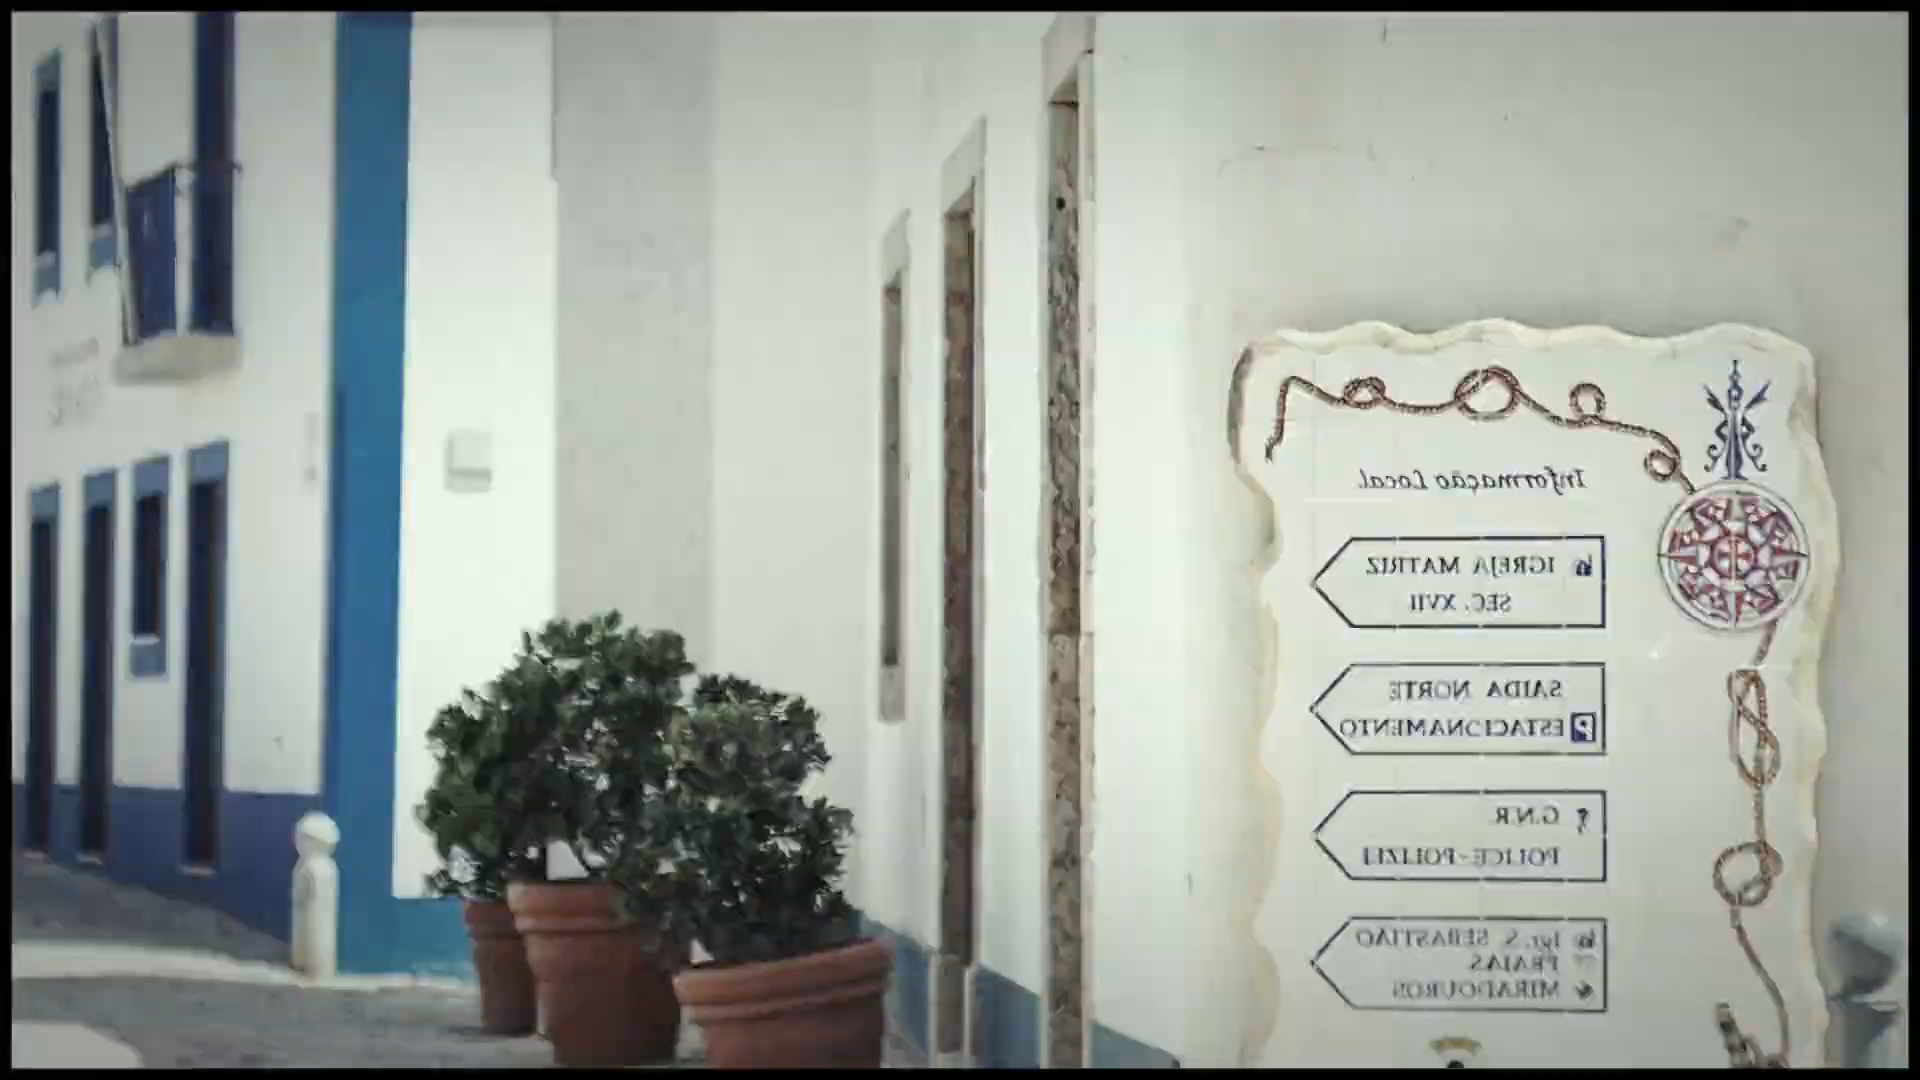 Informação Local
IGREJA MATRIZ
SEC. XVII
SAIDA NORTE
P ESTACIONAMENTO
G.N.R.
POLICE-POLIZEI
Igr. S. SEBASTIÃO
PRAIAS
MIRADOUROS